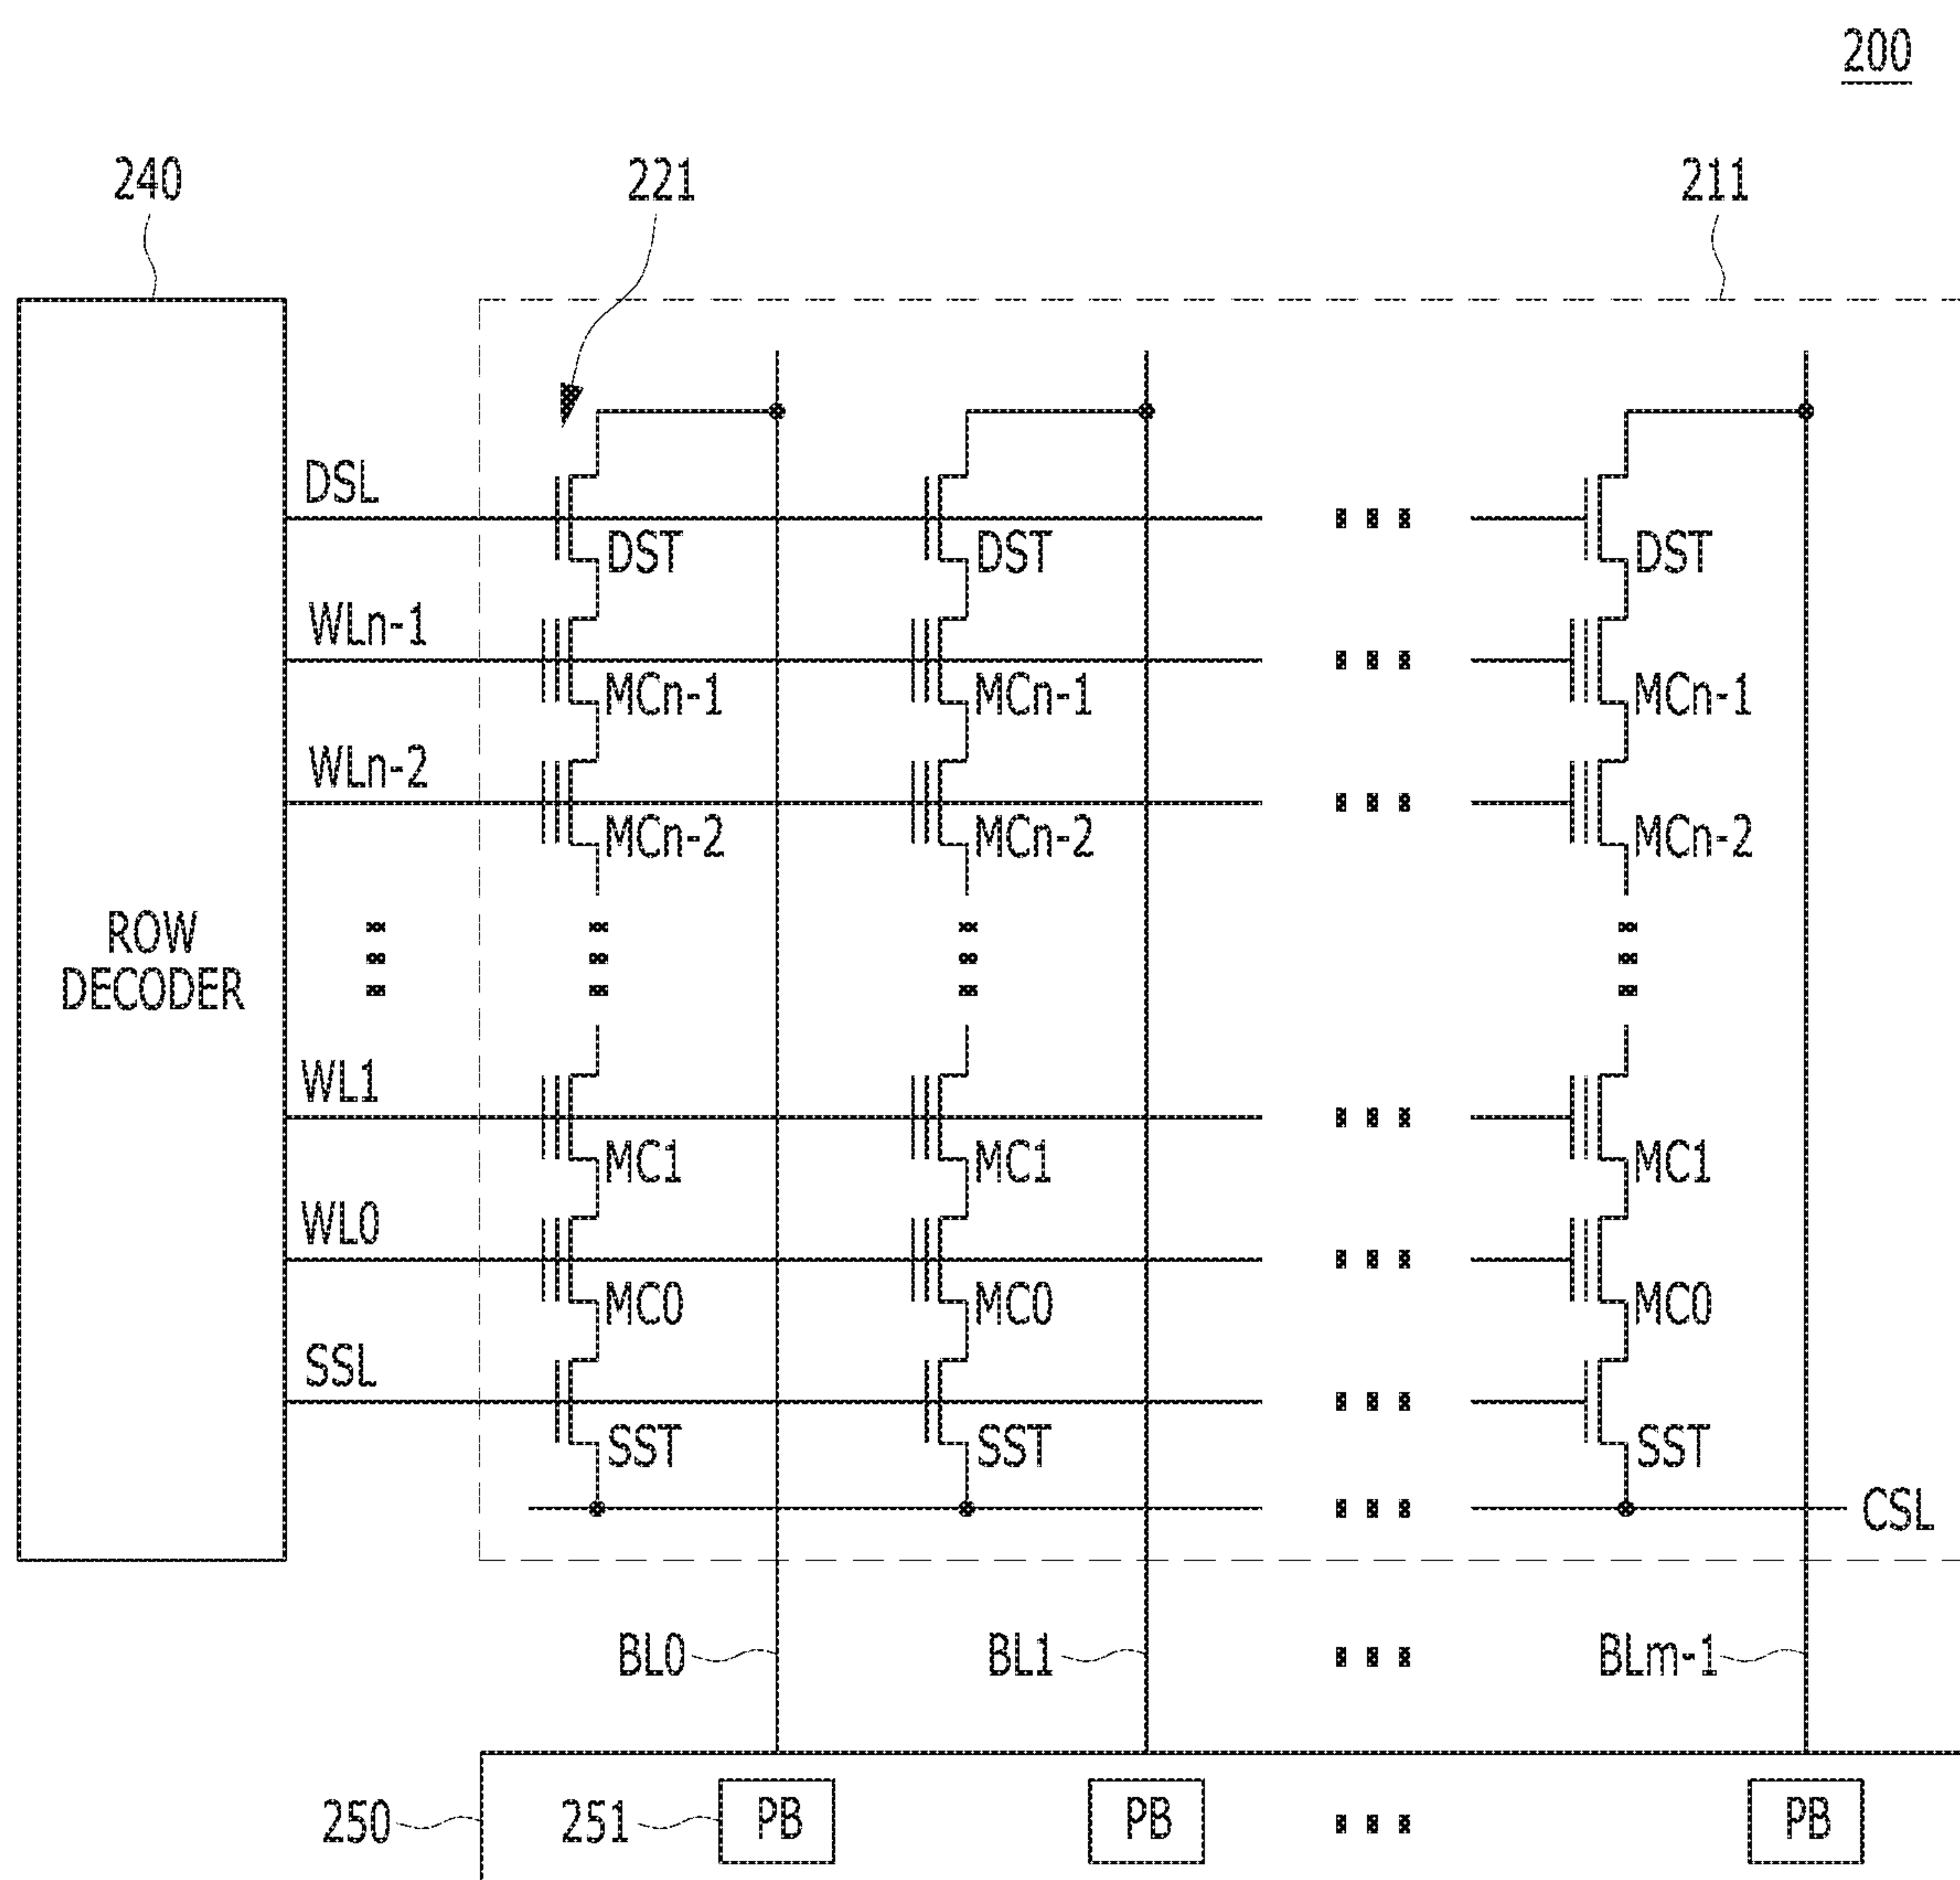 200
240
221
211
DSL
DST DST DST
WLn-1
MCn-1 MCn-1 MCn-1
WLn-2
MCn-2 MCn-2 MCn-2
ROW
DECODER
WL1
MC1 MC1 MC1
WL0
MC0 MC0 MC0
SSL
SST SST SST
CSL
BL0 BL1 BLm-1
250 251 PB PB PB